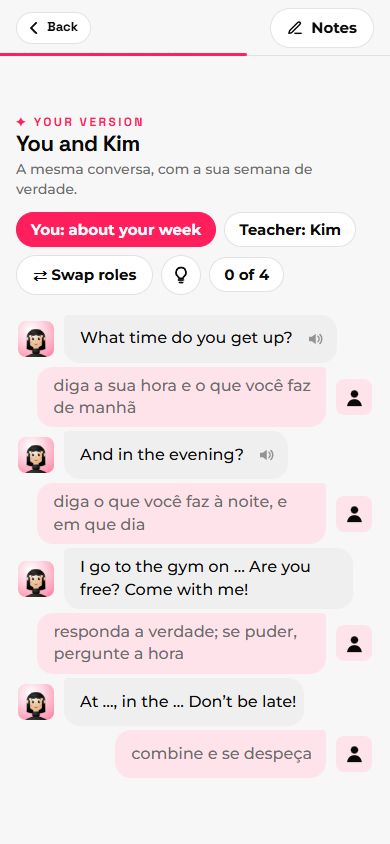 Back
Notes
✦ YOUR VERSION
You and Kim
A mesma conversa, com a sua semana de
verdade.
You: about your week
Teacher: Kim
⇄ Swap roles
0 of 4
What time do you get up?
diga a sua hora e o que você faz
de manhã
And in the evening?
diga o que você faz à noite, e
em que dia
I go to the gym on ... Are you
free? Come with me!
responda a verdade; se puder,
pergunte a hora
At ..., in the ... Don't be late!
combine e se despeça